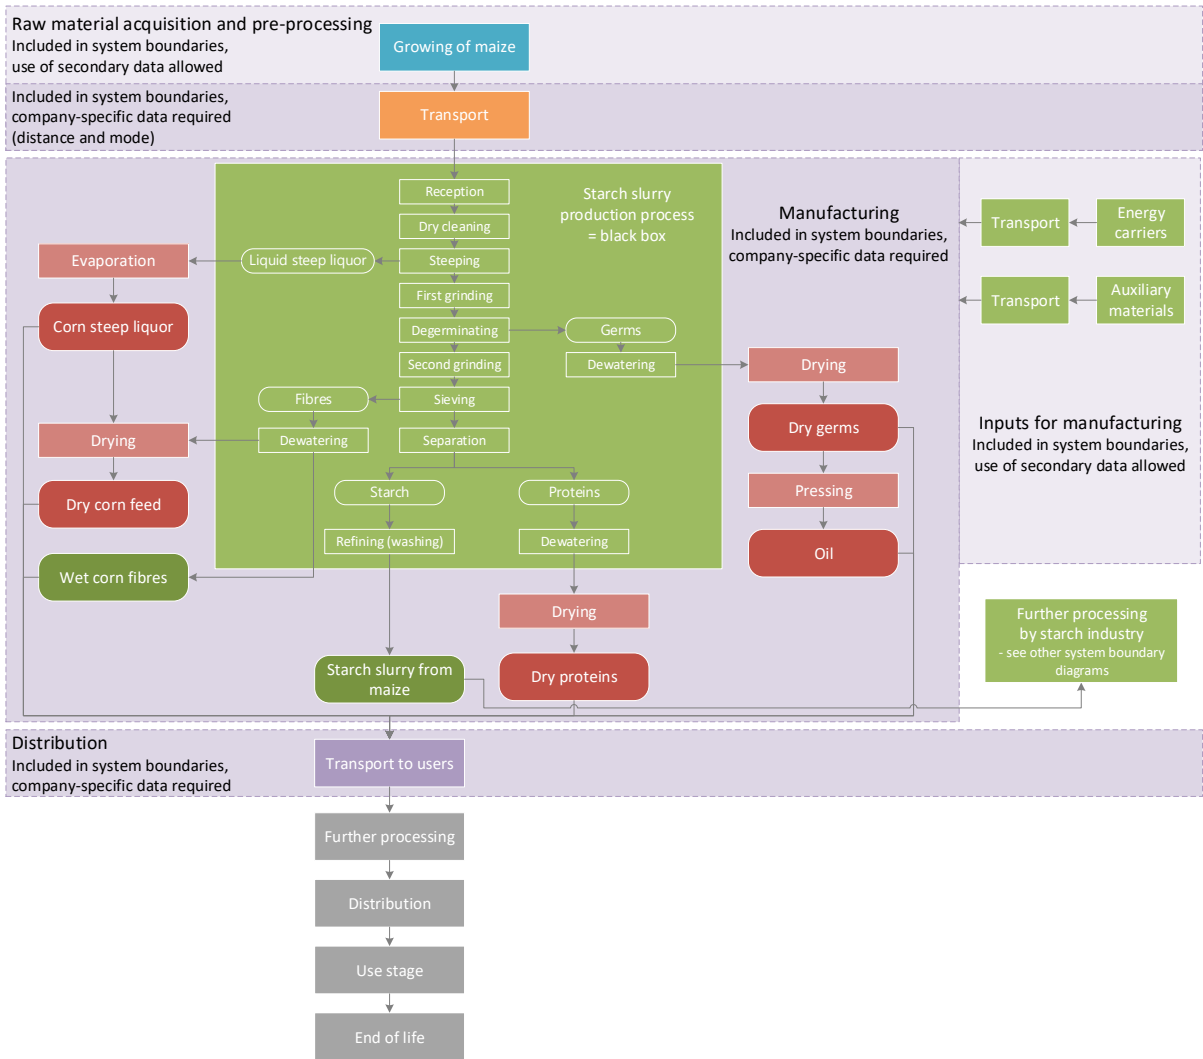 Raw material acquisition and pre-processing
Included in system boundaries,
use of secondary data allowed
Growing of maize
Included in system boundaries,
company-specific data required
(distance and mode)
Transport
Reception
Dry cleaning
Steeping
First grinding
Degerminating
Second grinding
Sieving
Separation
Starch slurry
production process
= black box
Liquid steep liquor
Evaporation
Corn steep liquor
Germs
Dewatering
Fibres
Dewatering
Drying
Dry corn feed
Wet corn fibres
Starch
Refining (washing)
Proteins
Dewatering
Drying
Dry proteins
Starch slurry from
maize
Manufacturing
Included in system boundaries,
company-specific data required
Drying
Dry germs
Pressing
Oil
Transport
Energy
carriers
Transport
Auxiliary
materials
Inputs for manufacturing
Included in system boundaries,
use of secondary data allowed
Further processing
by starch industry
- see other system boundary
diagrams
Distribution
Included in system boundaries,
company-specific data required
Transport to users
Further processing
Distribution
Use stage
End of life